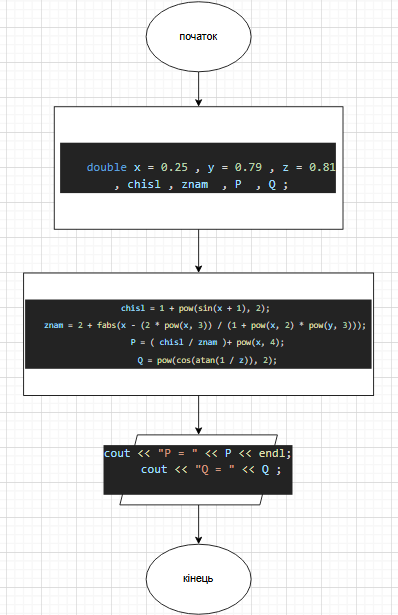 початок
double x = 0.25 , y = 0.79 , z = 0.81
, chisl , znam , P , Q ;
chisl = 1 + pow(sin(x + 1), 2);
znam = 2 + fabs(x - (2 * pow(x, 3)) / (1 + pow(x, 2) * pow(y, 3)));
P = ( chisl / znam )+ pow(x, 4);
Q = pow(cos(atan(1 / z)), 2);
cout << "P = " << P << endl;
cout << "Q = " << Q ;
кінець